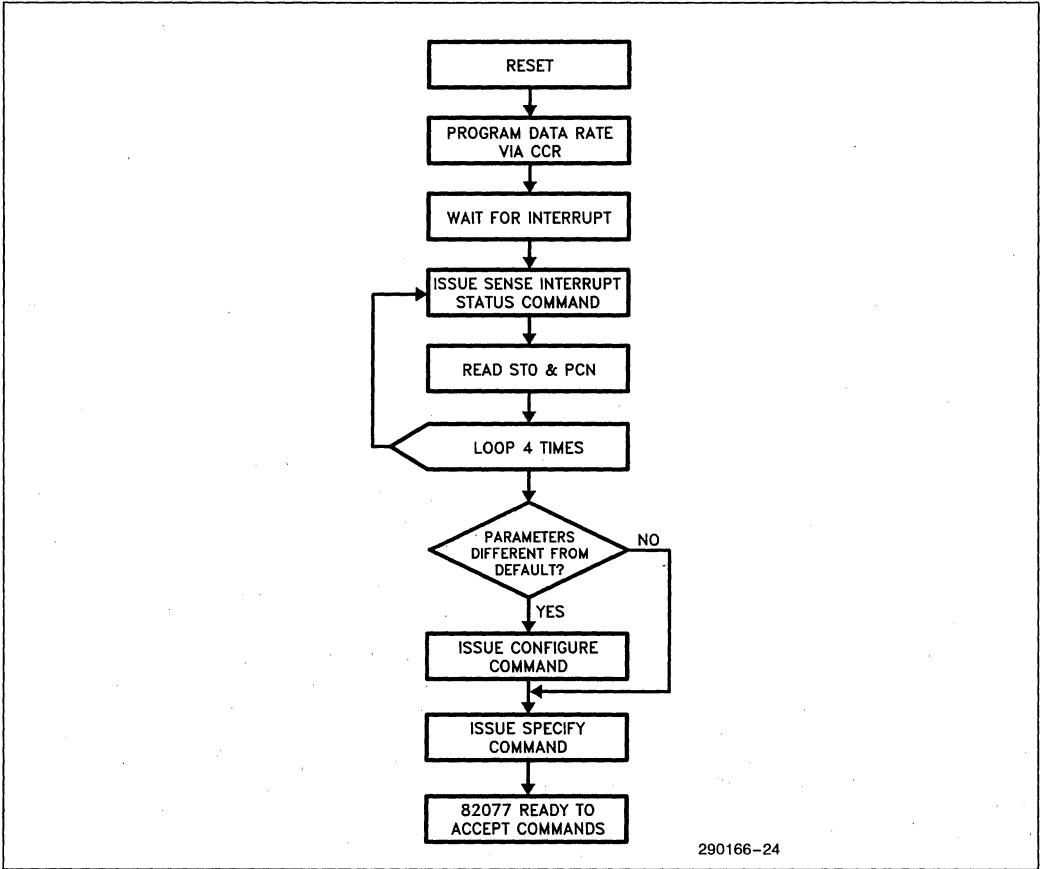 RESET
PROGRAM DATA RATE
VIA CCR
WAIT FOR INTERRUPT
ISSUE SENSE INTERRUPT
STATUS COMMAND
READ ST0 & PCN
LOOP 4 TIMES
PARAMETERS
DIFFERENT FROM
DEFAULT?
NO
YES
ISSUE CONFIGURE
COMMAND
ISSUE SPECIFY
COMMAND
82077 READY TO
ACCEPT COMMANDS
290166–24